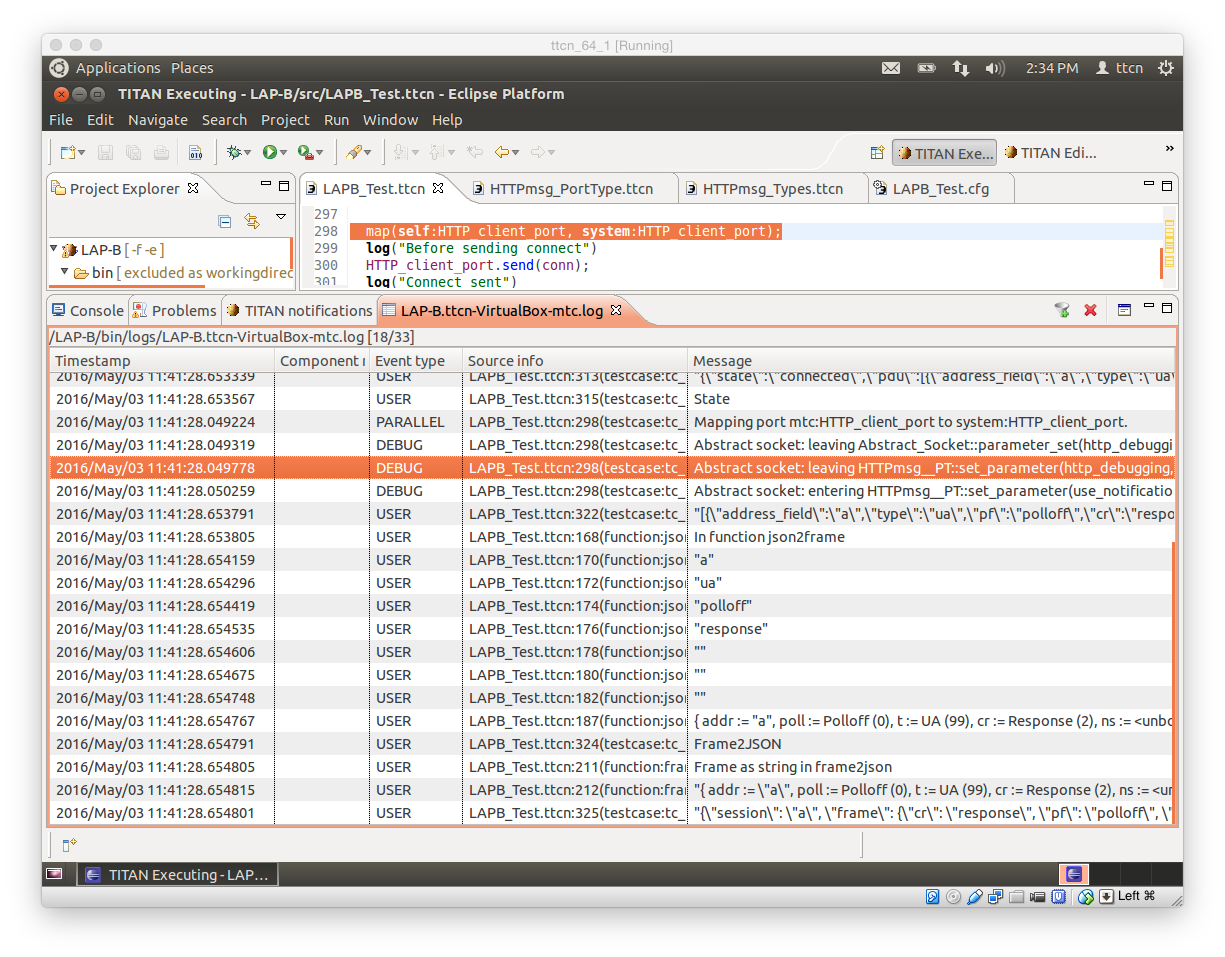 ttcn_64_1 [Running]
Applications Places 2:34 PM ttcn
TITAN Executing - LAP-B/src/LAPB_Test.ttcn - Eclipse Platform
File Edit Navigate Search Project Run Window Help
010 TITAN Exe... TITAN Edi... »
Project Explorer LAPB_Test.ttcn HTTPmsg_PortType.ttcn HTTPmsg_Types.ttcn LAPB_Test.cfg
297
298 map(self:HTTP_client_port, system:HTTP_client_port);
LAP-B [ -f -e ] 299 log("Before sending connect")
bin [ excluded as workingdirec 300 HTTP_client_port.send(conn);
301 log("Connect sent")
Console Problems TITAN notifications LAP-B.ttcn-VirtualBox-mtc.log
/LAP-B/bin/logs/LAP-B.ttcn-VirtualBox-mtc.log [18/33]
Timestamp Component r Event type Source info Message
2016/May/03 11:41:28.653339 USER LAPB_Test.ttcn:313(testcase:tc_ "{\"state\":\"connected\",\"pdu\":[{\"address_field\":\"a\",\"type\":\"ua\
2016/May/03 11:41:28.653567 USER LAPB_Test.ttcn:315(testcase:tc_ State
2016/May/03 11:41:28.049224 PARALLEL LAPB_Test.ttcn:298(testcase:tc_ Mapping port mtc:HTTP_client_port to system:HTTP_client_port.
2016/May/03 11:41:28.049319 DEBUG LAPB_Test.ttcn:298(testcase:tc_ Abstract socket: leaving Abstract_Socket::parameter_set(http_debuggi
2016/May/03 11:41:28.049778 DEBUG LAPB_Test.ttcn:298(testcase:tc_ Abstract socket: leaving HTTPmsg__PT::set_parameter(http_debugging,
2016/May/03 11:41:28.050259 DEBUG LAPB_Test.ttcn:298(testcase:tc_ Abstract socket: entering HTTPmsg__PT::set_parameter(use_notificatio
2016/May/03 11:41:28.653791 USER LAPB_Test.ttcn:322(testcase:tc_ "[{\"address_field\":\"a\",\"type\":\"ua\",\"pf\":\"polloff\",\"cr\":\"respo
2016/May/03 11:41:28.653805 USER LAPB_Test.ttcn:168(function:jsor In function json2frame
2016/May/03 11:41:28.654159 USER LAPB_Test.ttcn:170(function:jsor "a"
2016/May/03 11:41:28.654296 USER LAPB_Test.ttcn:172(function:jsor "ua"
2016/May/03 11:41:28.654419 USER LAPB_Test.ttcn:174(function:jsor "polloff"
2016/May/03 11:41:28.654535 USER LAPB_Test.ttcn:176(function:jsor "response"
2016/May/03 11:41:28.654606 USER LAPB_Test.ttcn:178(function:jsor ""
2016/May/03 11:41:28.654675 USER LAPB_Test.ttcn:180(function:jsor ""
2016/May/03 11:41:28.654748 USER LAPB_Test.ttcn:182(function:jsor ""
2016/May/03 11:41:28.654767 USER LAPB_Test.ttcn:187(function:jsor { addr := "a", poll := Polloff (0), t := UA (99), cr := Response (2), ns := <unbo
2016/May/03 11:41:28.654791 USER LAPB_Test.ttcn:324(testcase:tc_ Frame2JSON
2016/May/03 11:41:28.654805 USER LAPB_Test.ttcn:211(function:frar Frame as string in frame2json
2016/May/03 11:41:28.654815 USER LAPB_Test.ttcn:212(function:frar "{ addr := \"a\", poll := Polloff (0), t := UA (99), cr := Response (2), ns := <un
2016/May/03 11:41:28.654801 USER LAPB_Test.ttcn:325(testcase:tc_ "{\"session\": \"a\", \"frame\": {\"cr\": \"response\", \"pf\": \"polloff\", \
TITAN Executing - LAP...
Left ⌘